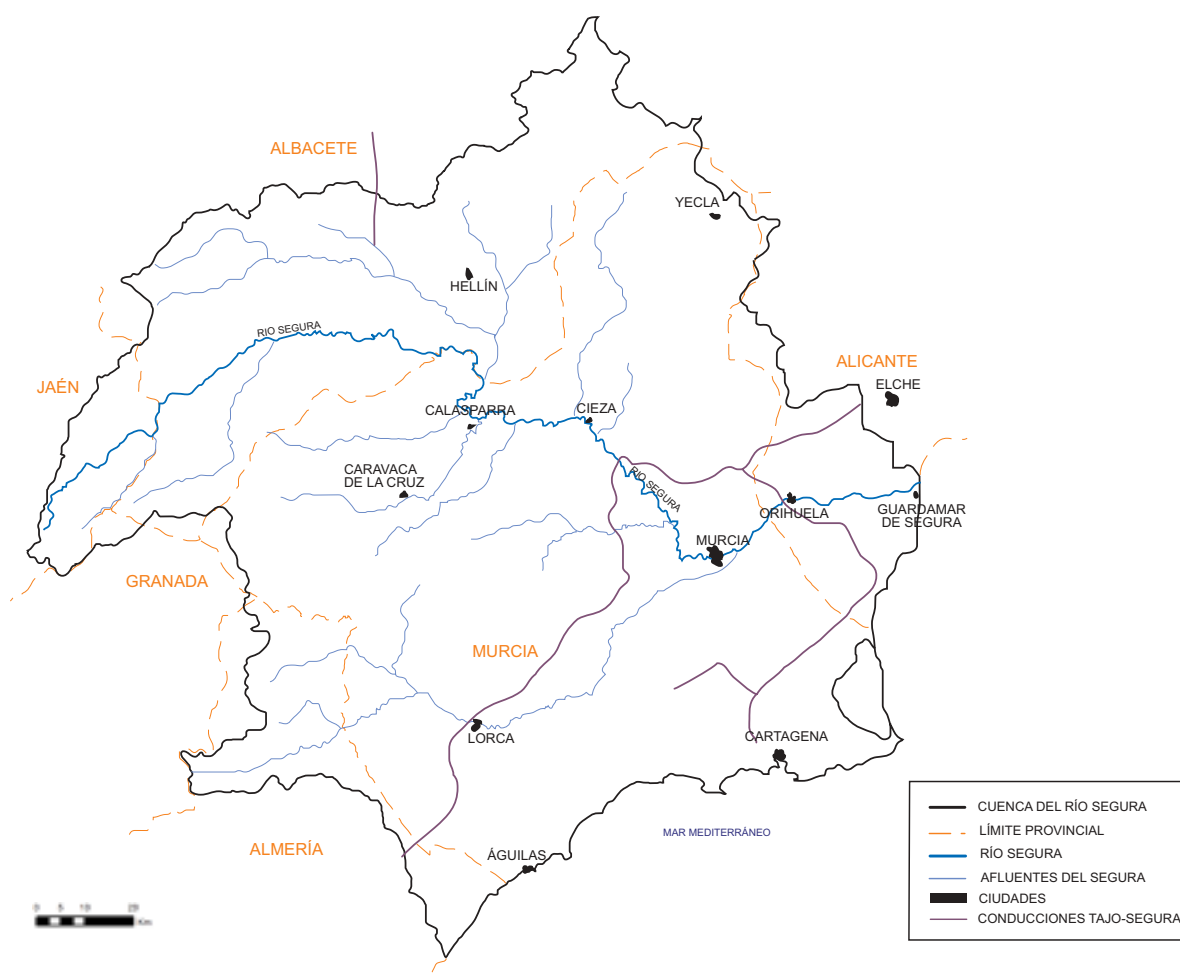 ALBACETE
YECLA
HELLÍN
RIO SEGURA
ALICANTE
JAÉN
ELCHE
CALASPARRA
CIEZA
CARAVACA
DE LA CRUZ
RIO SEGURA
ORIHUELA
GUARDAMAR
DE SEGURA
MURCIA
GRANADA
MURCIA
LORCA
CARTAGENA
MAR MEDITERRÁNEO
ALMERÍA
ÁGUILAS
CUENCA DEL RÍO SEGURA
LÍMITE PROVINCIAL
RÍO SEGURA
AFLUENTES DEL SEGURA
CIUDADES
CONDUCCIONES TAJO-SEGURA
0 5 10 20
Km.